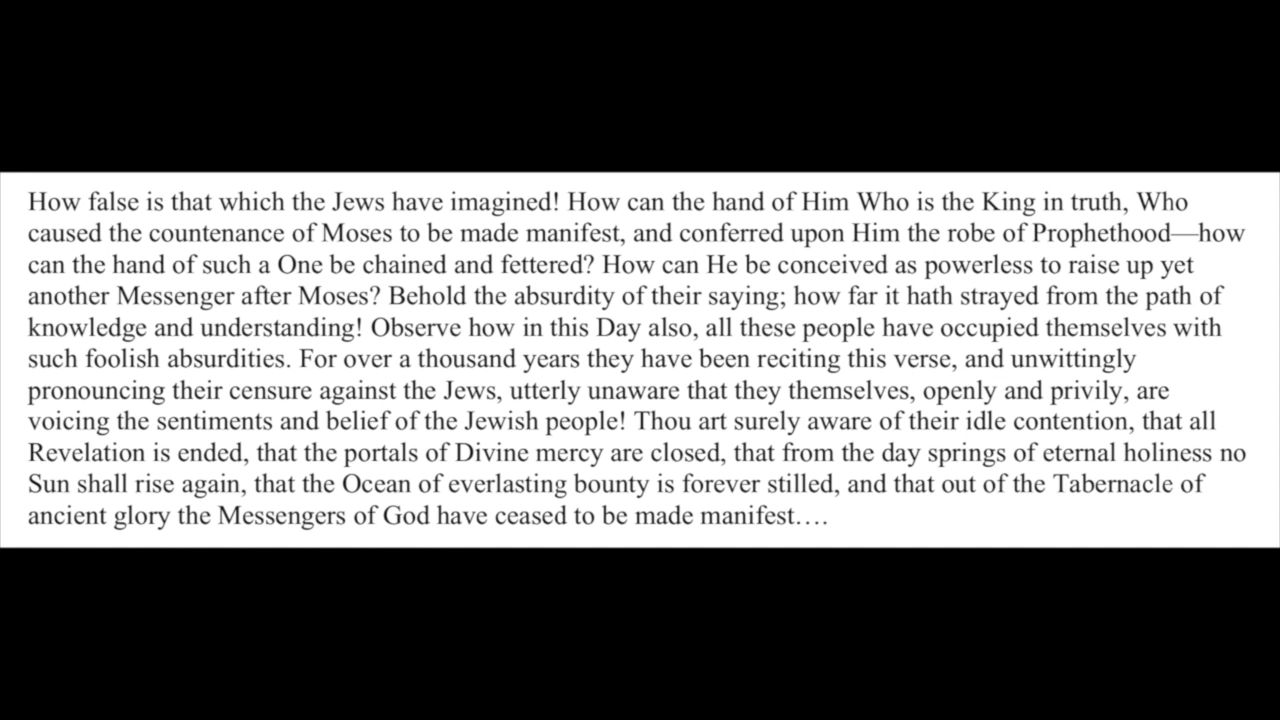 How false is that which the Jews have imagined! How can the hand of Him Who is the King in truth, Who
caused the countenance of Moses to be made manifest, and conferred upon Him the robe of Prophethood—how
can the hand of such a One be chained and fettered? How can He be conceived as powerless to raise up yet
another Messenger after Moses? Behold the absurdity of their saying; how far it hath strayed from the path of
knowledge and understanding! Observe how in this Day also, all these people have occupied themselves with
such foolish absurdities. For over a thousand years they have been reciting this verse, and unwittingly
pronouncing their censure against the Jews, utterly unaware that they themselves, openly and privily, are
voicing the sentiments and belief of the Jewish people! Thou art surely aware of their idle contention, that all
Revelation is ended, that the portals of Divine mercy are closed, that from the day springs of eternal holiness no
Sun shall rise again, that the Ocean of everlasting bounty is forever stilled, and that out of the Tabernacle of
ancient glory the Messengers of God have ceased to be made manifest….